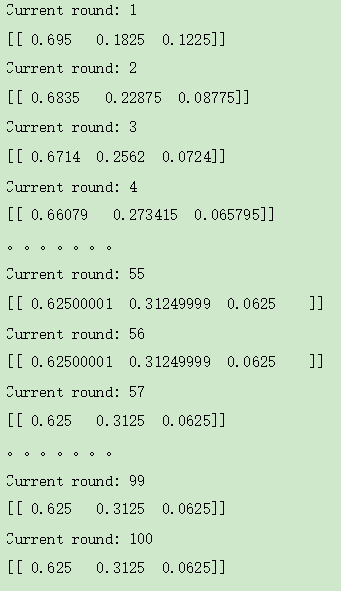 Current round: 1
[[ 0.695   0.1825  0.1225]]
Current round: 2
[[ 0.6835   0.22875  0.08775]]
Current round: 3
[[ 0.6714  0.2562  0.0724]]
Current round: 4
[[ 0.66079   0.273415  0.065795]]
。。。。。。。
Current round: 55
[[ 0.62500001  0.31249999  0.0625    ]]
Current round: 56
[[ 0.62500001  0.31249999  0.0625    ]]
Current round: 57
[[ 0.625   0.3125  0.0625]]
。。。。。。。
Current round: 99
[[ 0.625   0.3125  0.0625]]
Current round: 100
[[ 0.625   0.3125  0.0625]]